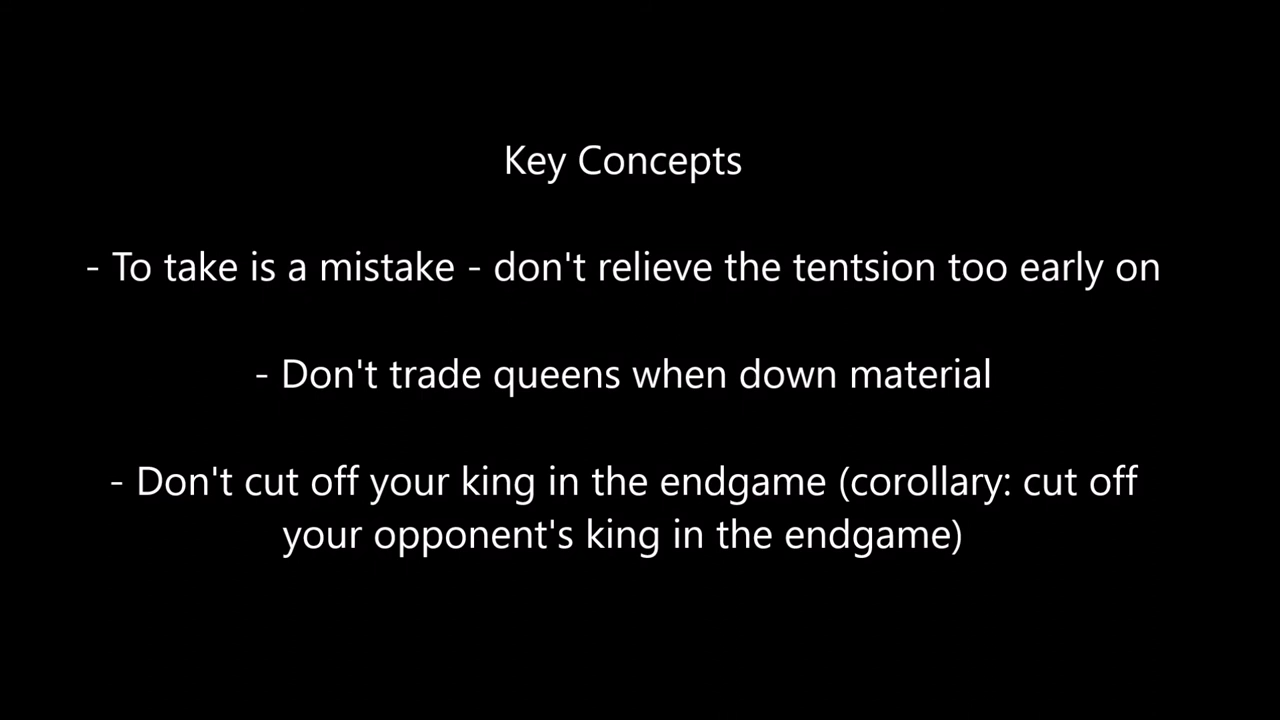 Key Concepts
- To take is a mistake - don't relieve the tentsion too early on
- Don't trade queens when down material
- Don't cut off your king in the endgame (corollary: cut off
your opponent's king in the endgame)